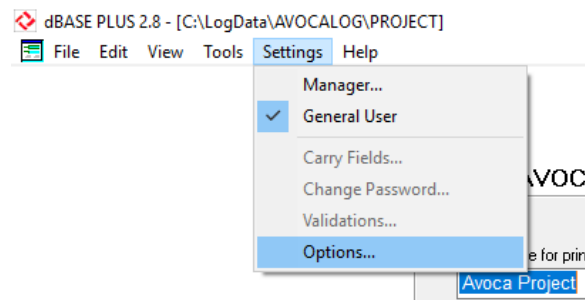 dBASE PLUS 2.8 - [C:\LogData\AVOCALOG\PROJECT]
File Edit View Tools Settings Help
Manager...
General User
Carry Fields...
Change Password...
Validations...
Options...
Avoca Project